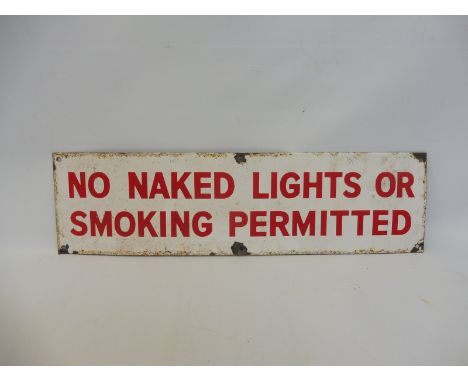 NO NAKED LIGHTS OR
SMOKING PERMITTED